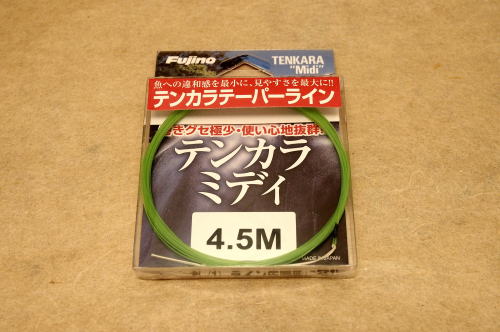 Fujino
TENKARA
"Midi"
魚への違和感を最小に、見やすさを最大に!!
テンカラテーパーライン
きグセ極少・使い心地抜群
テンカラ
ミディ
4.5M
MADE IN JAPAN